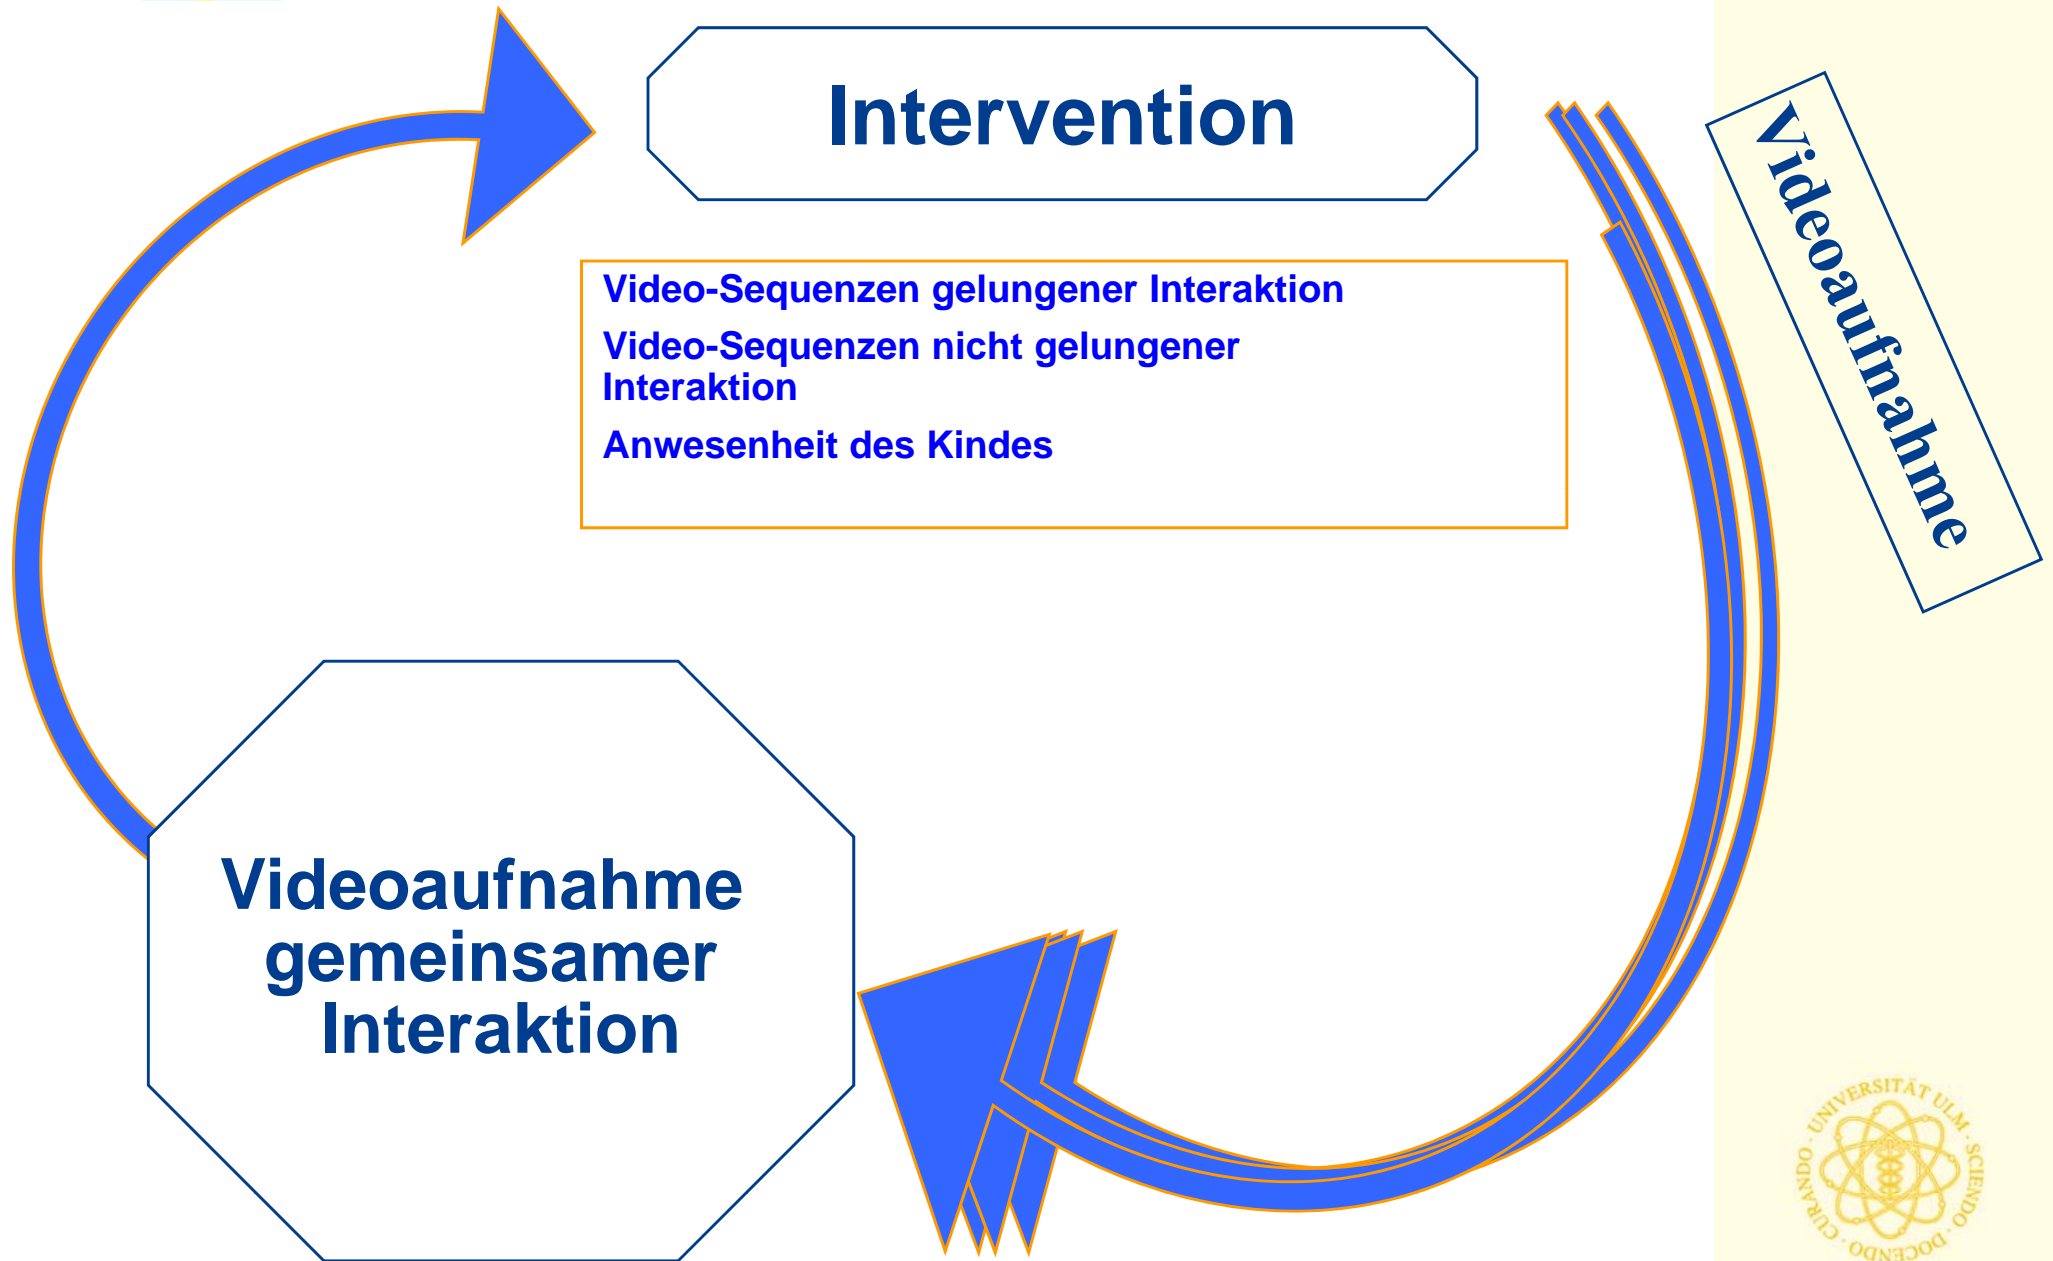 Intervention
Video-Sequenzen gelungener Interaktion
Video-Sequenzen nicht gelungener
Interaktion
Anwesenheit des Kindes
Videoaufnahme
Videoaufnahme
gemeinsamer
Interaktion
UNIVERSITÄT ULM · SCIENDO · DOCENDO · CURANDO ·